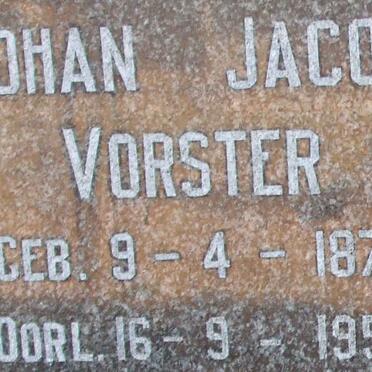 OHAN JACO
VORSTER
GEB. 9 - 4 - 187
OORL. 16 - 9 - 195